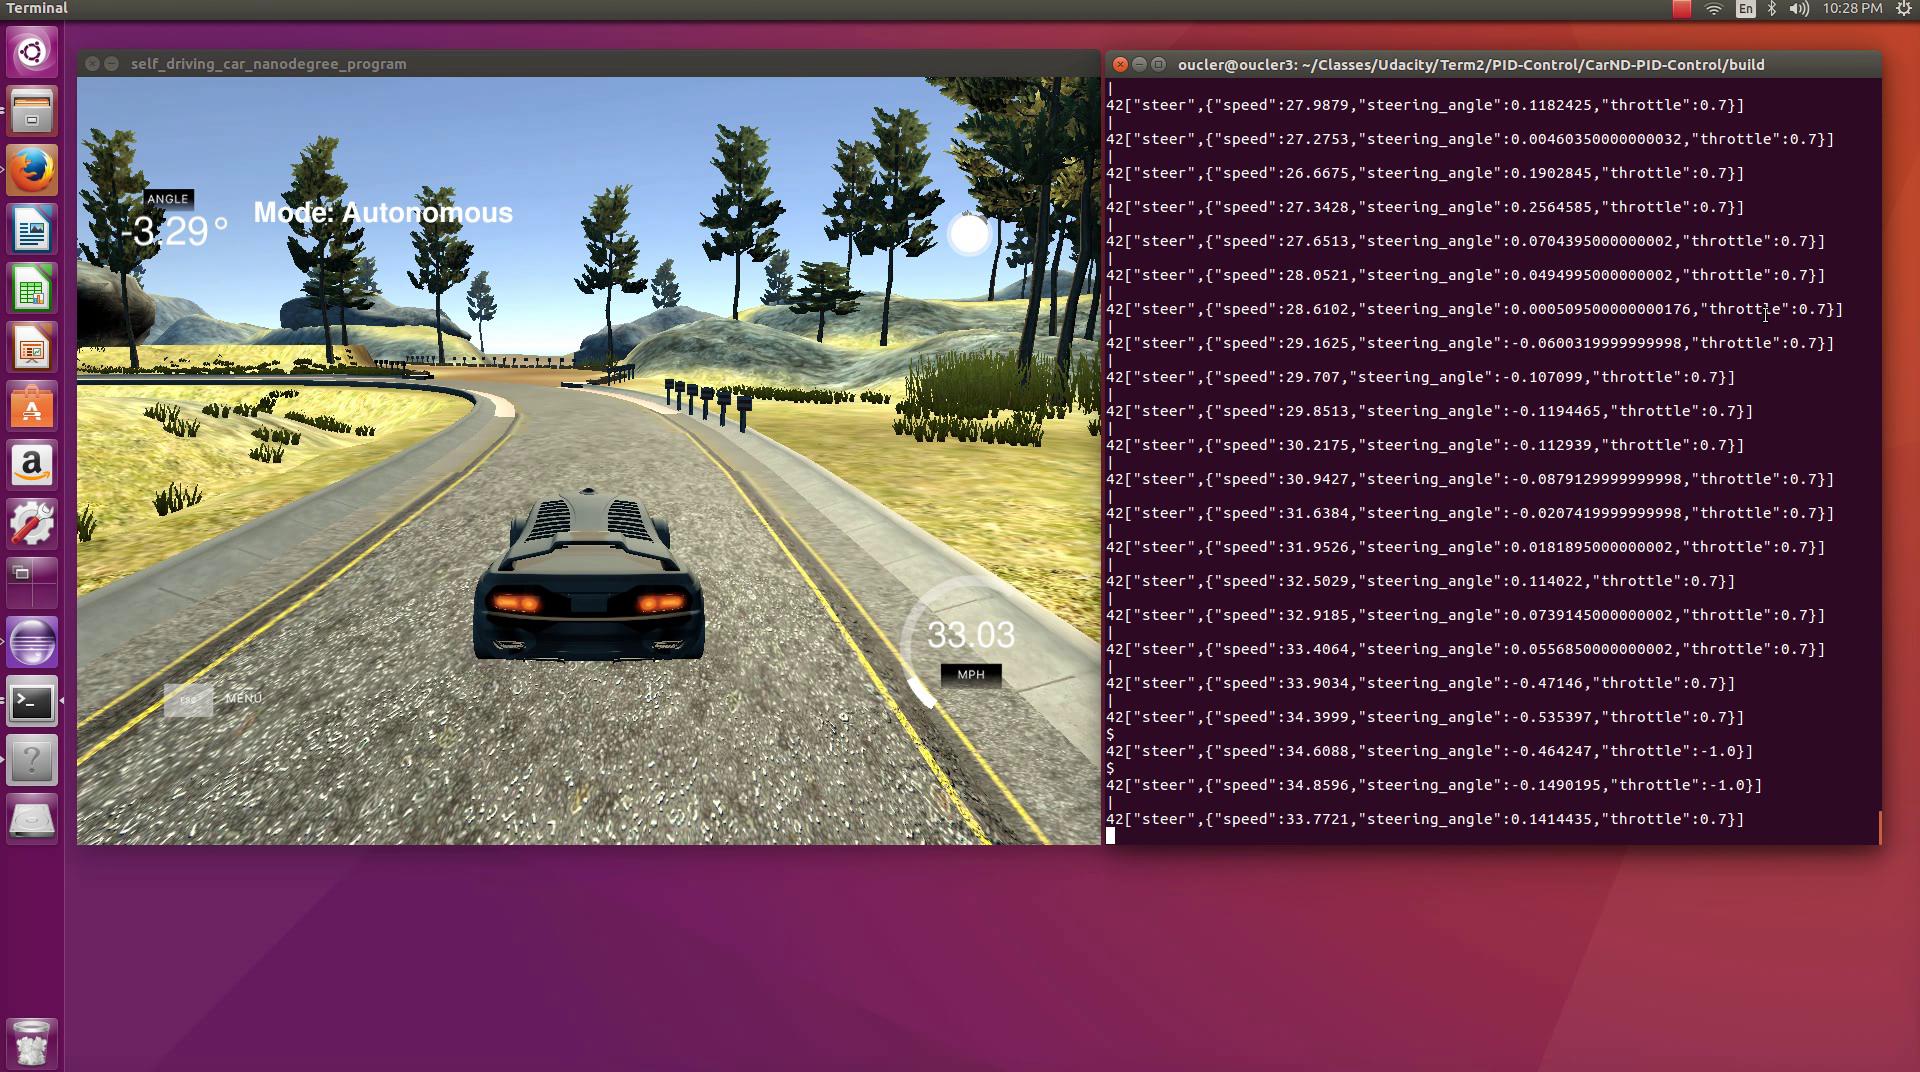 Terminal
En
10:28 PM
self_driving_car_nanodegree_program
ANGLE
-3.29°
Mode: Autonomous
33.03
MPH
ESC
MENU
oucler@oucler3: ~/Classes/Udacity/Term2/PID-Control/CarND-PID-Control/build
|
42["steer",{"speed":27.9879,"steering_angle":0.1182425,"throttle":0.7}]
|
42["steer",{"speed":27.2753,"steering_angle":0.00460350000000032,"throttle":0.7}]
|
42["steer",{"speed":26.6675,"steering_angle":0.1902845,"throttle":0.7}]
|
42["steer",{"speed":27.3428,"steering_angle":0.2564585,"throttle":0.7}]
|
42["steer",{"speed":27.6513,"steering_angle":0.0704395000000002,"throttle":0.7}]
|
42["steer",{"speed":28.0521,"steering_angle":0.0494995000000002,"throttle":0.7}]
|
42["steer",{"speed":28.6102,"steering_angle":0.000509500000000176,"throttle":0.7}]
|
42["steer",{"speed":29.1625,"steering_angle":-0.0600319999999998,"throttle":0.7}]
|
42["steer",{"speed":29.707,"steering_angle":-0.107099,"throttle":0.7}]
|
42["steer",{"speed":29.8513,"steering_angle":-0.1194465,"throttle":0.7}]
|
42["steer",{"speed":30.2175,"steering_angle":-0.112939,"throttle":0.7}]
|
42["steer",{"speed":30.9427,"steering_angle":-0.0879129999999998,"throttle":0.7}]
|
42["steer",{"speed":31.6384,"steering_angle":-0.0207419999999998,"throttle":0.7}]
|
42["steer",{"speed":31.9526,"steering_angle":0.0181895000000002,"throttle":0.7}]
|
42["steer",{"speed":32.5029,"steering_angle":0.114022,"throttle":0.7}]
|
42["steer",{"speed":32.9185,"steering_angle":0.0739145000000002,"throttle":0.7}]
|
42["steer",{"speed":33.4064,"steering_angle":0.0556850000000002,"throttle":0.7}]
|
42["steer",{"speed":33.9034,"steering_angle":-0.47146,"throttle":0.7}]
|
42["steer",{"speed":34.3999,"steering_angle":-0.535397,"throttle":0.7}]
$
42["steer",{"speed":34.6088,"steering_angle":-0.464247,"throttle":-1.0}]
$
42["steer",{"speed":34.8596,"steering_angle":-0.1490195,"throttle":-1.0}]
|
42["steer",{"speed":33.7721,"steering_angle":0.1414435,"throttle":0.7}]